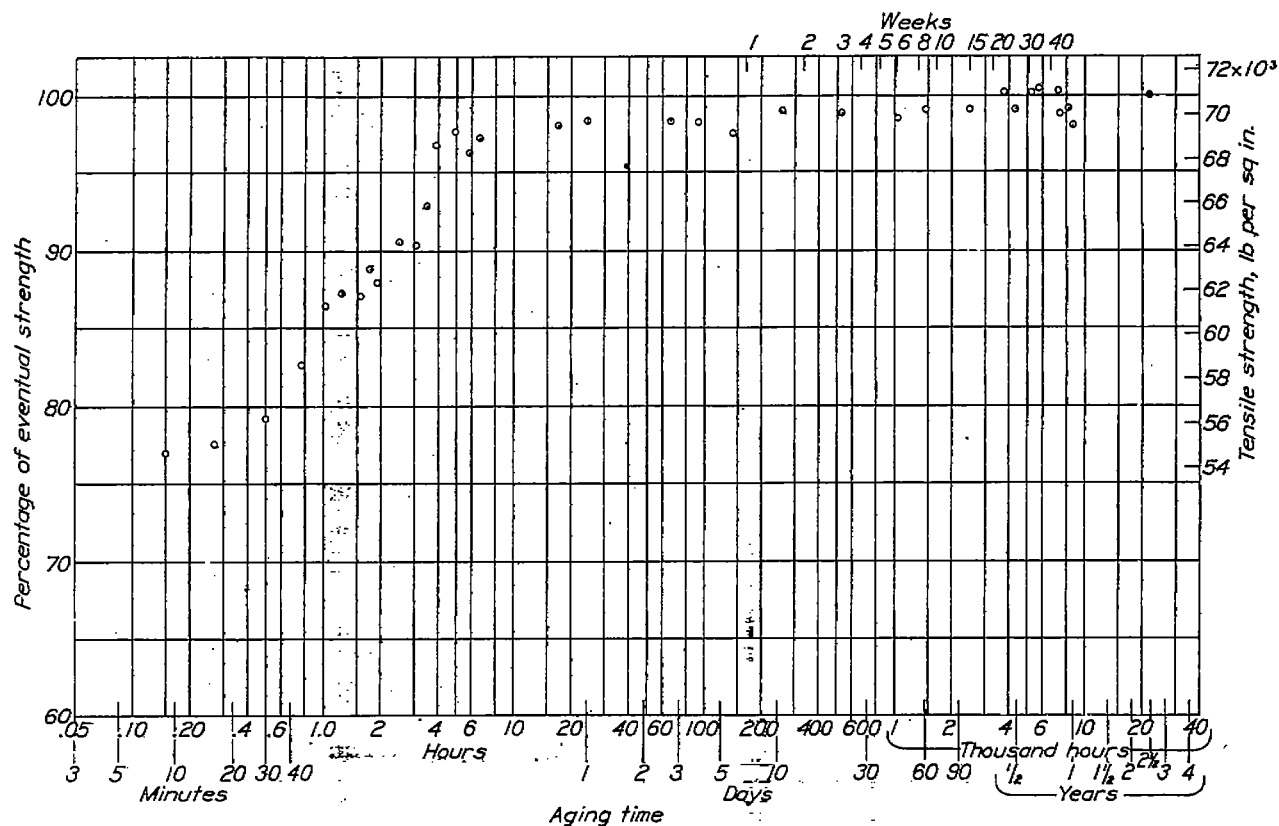 Weeks
1 2 3 4 5 6 8 10 15 20 30 40
72x10³
70
68
66
64
62
60
58
56
54
Tensile strength, lb per sq in.
100
90
80
70
60
Percentage of eventual strength
.05 .10 .20 .4 .6 1.0 2 4 6 10 20 40 60 100 200 400 600 1 2 4 6 10 20 40
Hours
Thousand hours
3 5 10 20 30 40 1 2 3 5 10 30 60 90 1/2 1 1½ 2 2½ 3 4
Minutes
Days
Years
Aging time